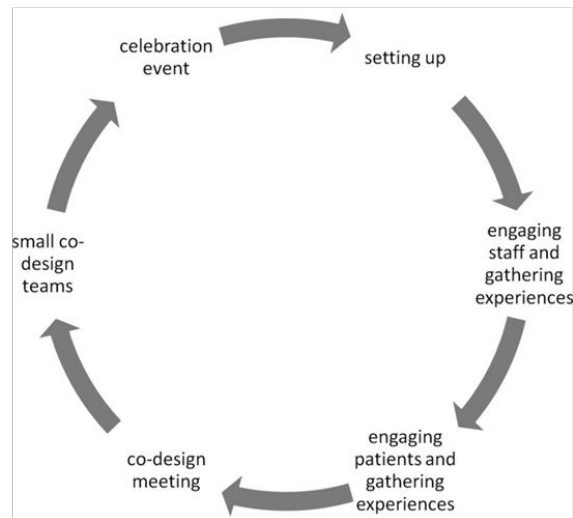 celebration
event
setting up
engaging
staff and
gathering
experiences
engaging
patients and
gathering
experiences
co-design
meeting
small co-
design
teams